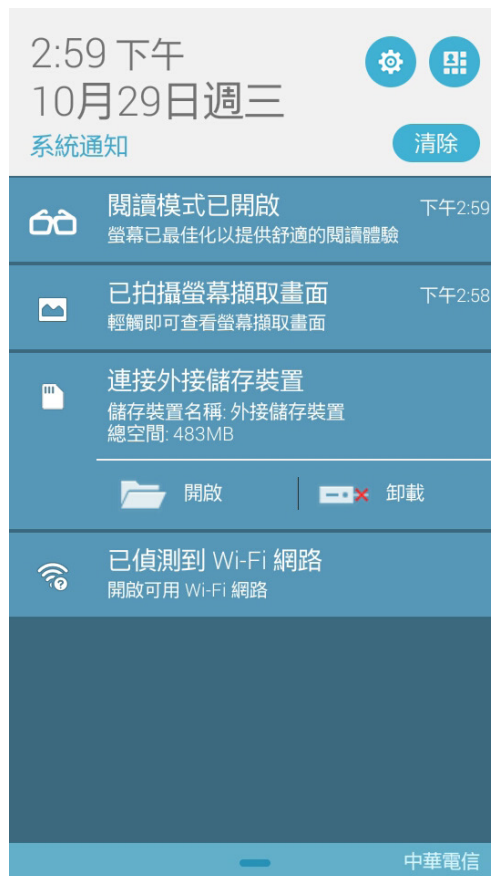 2:59 下午
10月29日週三
系統通知
清除
閱讀模式已開啟
下午2:59
螢幕已最佳化以提供舒適的閱讀體驗
已拍攝螢幕擷取畫面
下午2:58
輕觸即可查看螢幕擷取畫面
連接外接儲存裝置
儲存裝置名稱: 外接儲存裝置
總空間: 483MB
開啟
卸載
已偵測到 Wi-Fi 網路
開啟可用 Wi-Fi 網路
中華電信